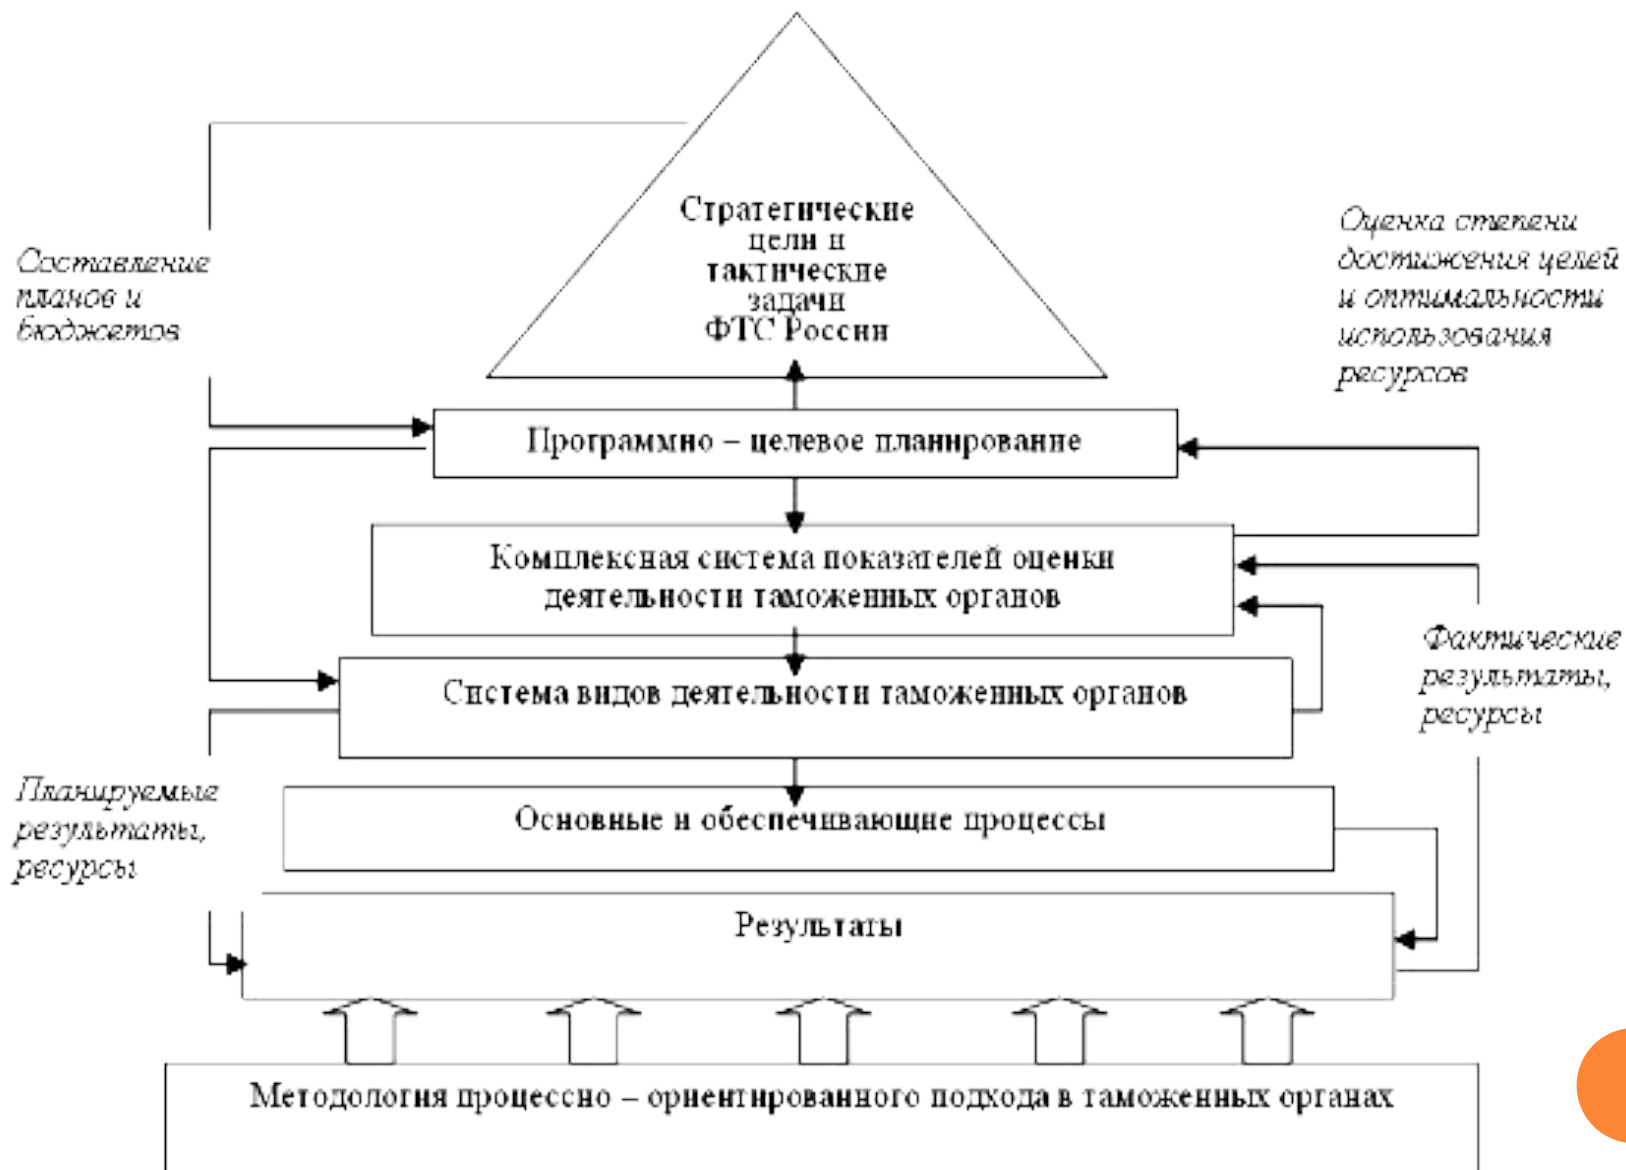 Стратегические
цели и
тактические
задачи
ФТС России
Составление
планов и
бюджетов
Оценка степени
достижения целей
и оптимальности
использования
ресурсов
Программно – целевое планирование
Комплексная система показателей оценки
деятельности таможенных органов
Фактические
результаты,
ресурсы
Система видов деятельности таможенных органов
Планируемые
результаты,
ресурсы
Основные и обеспечивающие процессы
Результаты
Методология процессно – ориентированного подхода в таможенных органах